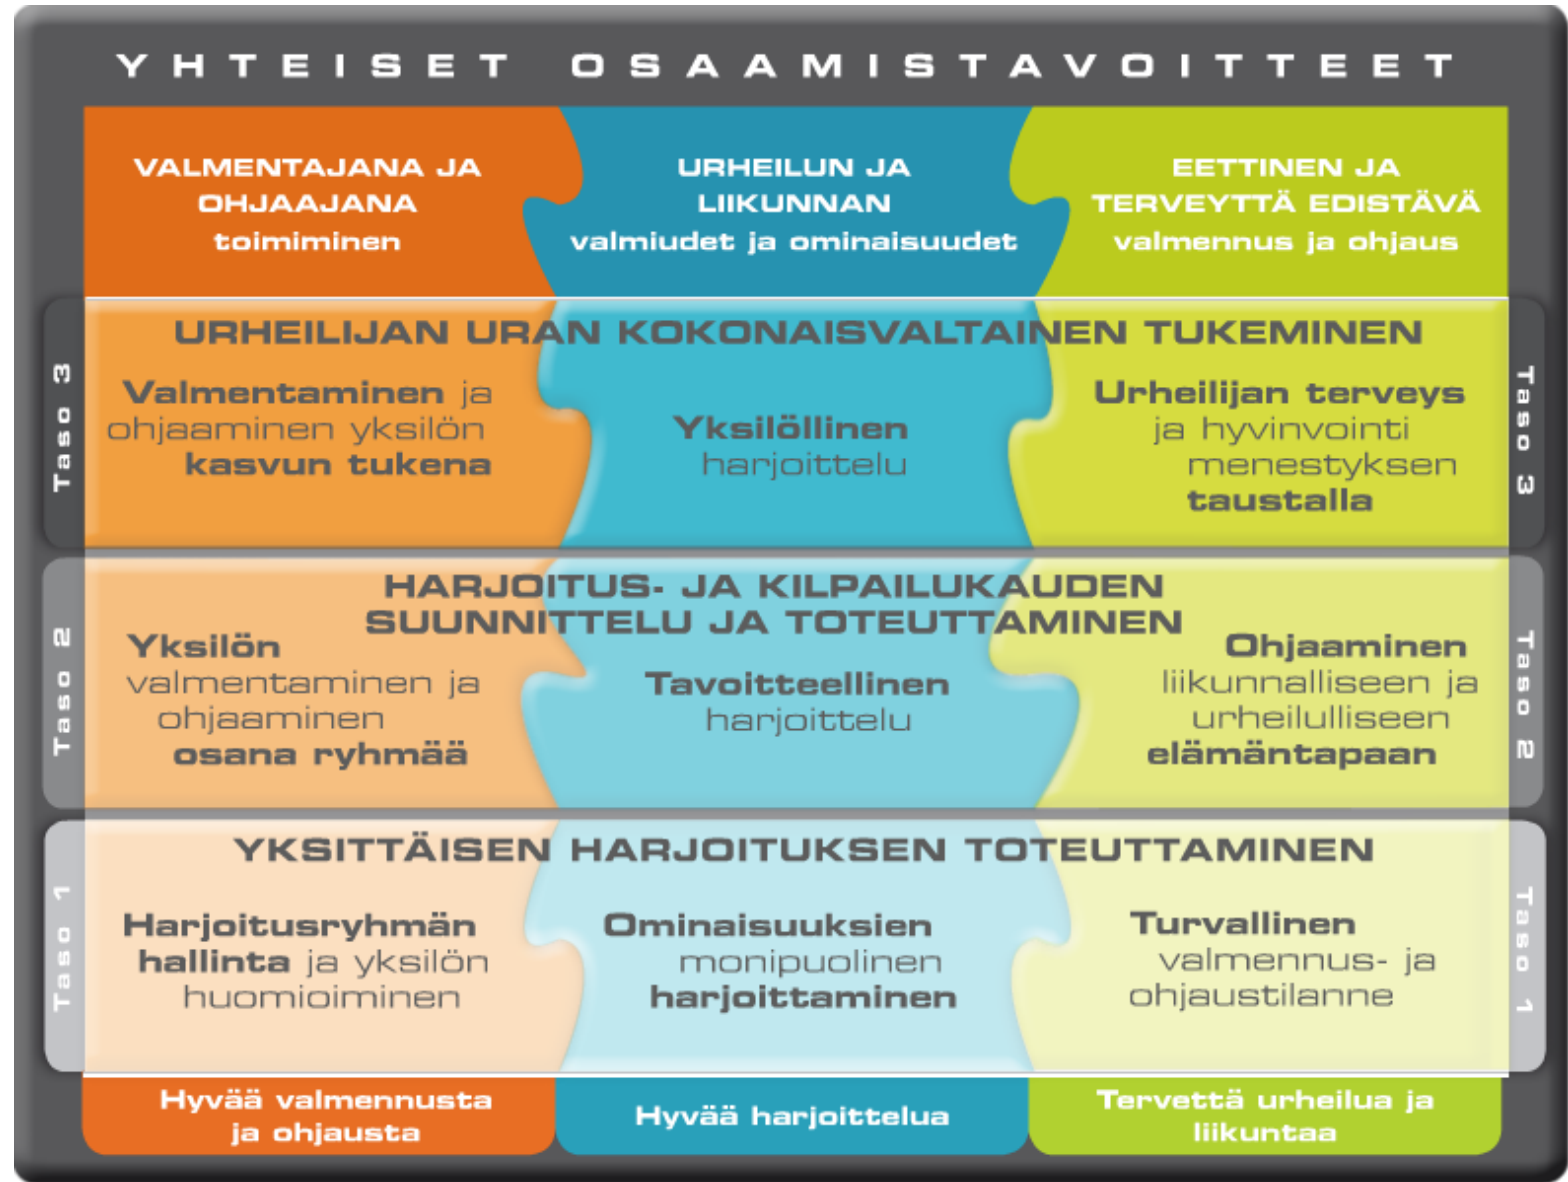 YHTEISET OSAAMISTAVOITTEET
VALMENTAJANA JA
OHJAAJANA
toimiminen
URHEILUN JA
LIIKUNNAN
valmiudet ja ominaisuudet
EETTINEN JA
TERVEYTTÄ EDISTÄVÄ
valmennus ja ohjaus
Taso 3
URHEILIJAN URAN KOKONAISVALTAINEN TUKEMINEN
Valmentaminen ja
ohjaaminen yksilön
kasvun tukena
Yksilöllinen
harjoittelu
Urheilijan terveys
ja hyvinvointi
menestyksen
taustalla
Taso 3
Taso 2
HARJOITUS- JA KILPAILUKAUDEN
SUUNNITTELU JA TOTEUTTAMINEN
Yksilön
valmentaminen ja
ohjaaminen
osana ryhmää
Tavoitteellinen
harjoittelu
Ohjaaminen
liikunnalliseen ja
urheilulliseen
elämäntapaan
Taso 2
Taso 1
YKSITTÄISEN HARJOITUKSEN TOTEUTTAMINEN
Harjoitusryhmän
hallinta ja yksilön
huomioiminen
Ominaisuuksien
monipuolinen
harjoittaminen
Turvallinen
valmennus- ja
ohjaustilanne
Taso 1
Hyvää valmennusta
ja ohjausta
Hyvää harjoittelua
Tervettä urheilua ja
liikuntaa